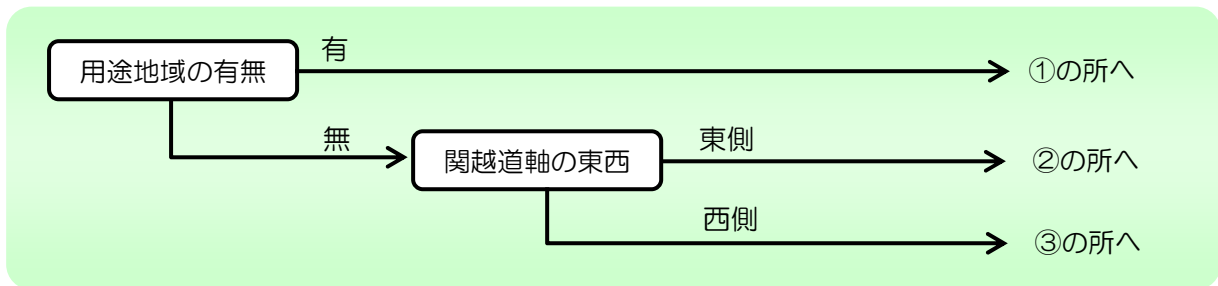 有
用途地域の有無
①の所へ
無
東側
関越道軸の東西
②の所へ
西側
③の所へ